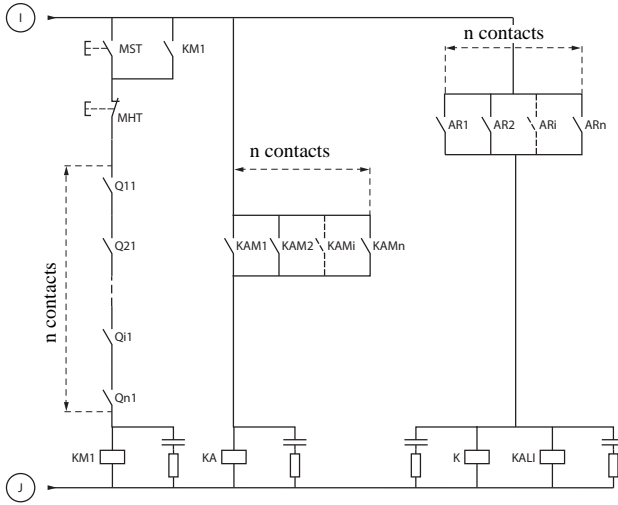 I
MST
KM1
n contacts
MHT
AR1
AR2
ARi
ARn
n contacts
Q11
n contacts
Q21
KAM1
KAM2
KAMi
KAMn
Qi1
Qn1
KM1
KA
K
KALI
J